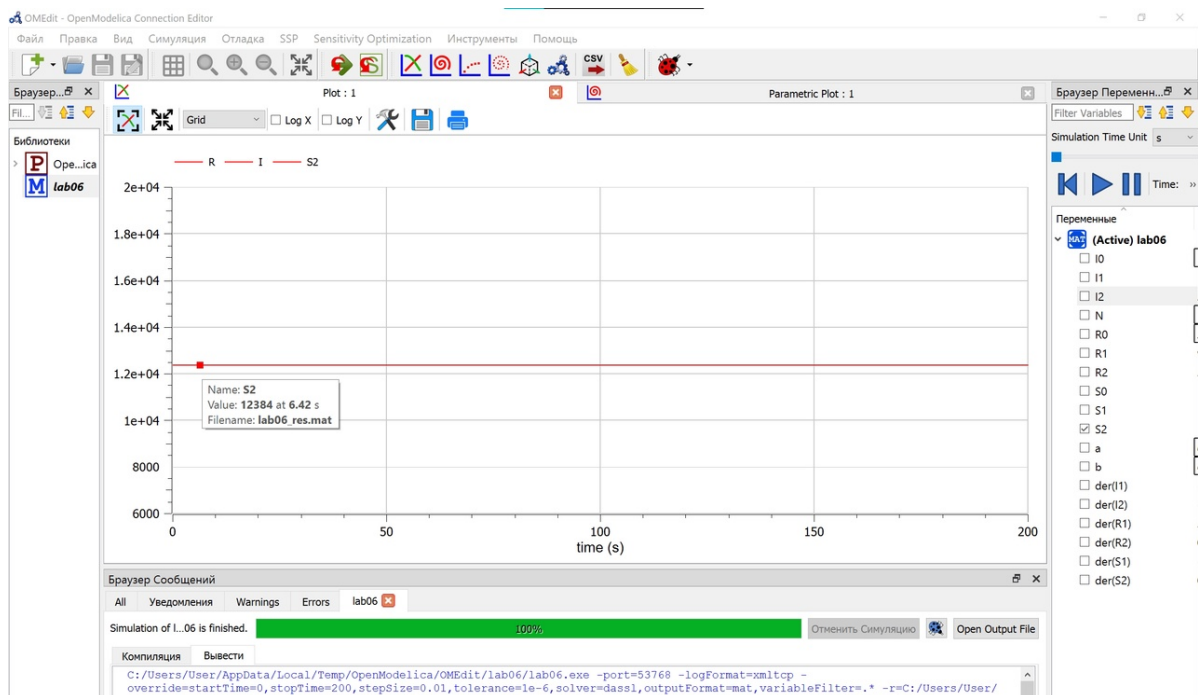 OMEdit - OpenModelica Connection Editor
Файл Правка Вид Симуляция Отладка SSP Sensitivity Optimization Инструменты Помощь
CSV
Браузер...
Plot : 1
Parametric Plot : 1
Браузер Переменн...
Fil...
Grid
Log X
Log Y
Filter Variables
Библиотеки
P Ope...ica
M lab06
Simulation Time Unit s
Time: »
R I S2
Переменные
MAT (Active) lab06
I0
I1
I2
N
R0
R1
R2
S0
S1
S2
a
b
der(I1)
der(I2)
der(R1)
der(R2)
der(S1)
der(S2)
2e+04
1.8e+04
1.6e+04
1.4e+04
1.2e+04
1e+04
8000
6000
Name: S2
Value: 12384 at 6.42 s
Filename: lab06_res.mat
0 50 100 150 200
time (s)
Браузер Сообщений
All Уведомления Warnings Errors lab06
Simulation of l...06 is finished. 100% Отменить Симуляцию Open Output File
Компиляция Вывести
C:/Users/User/AppData/Local/Temp/OpenModelica/OMEdit/lab06/lab06.exe -port=53768 -logFormat=xmltcp -
override=startTime=0,stopTime=200,stepSize=0.01,tolerance=1e-6,solver=dassl,outputFormat=mat,variableFilter=.* -r=C:/Users/User/